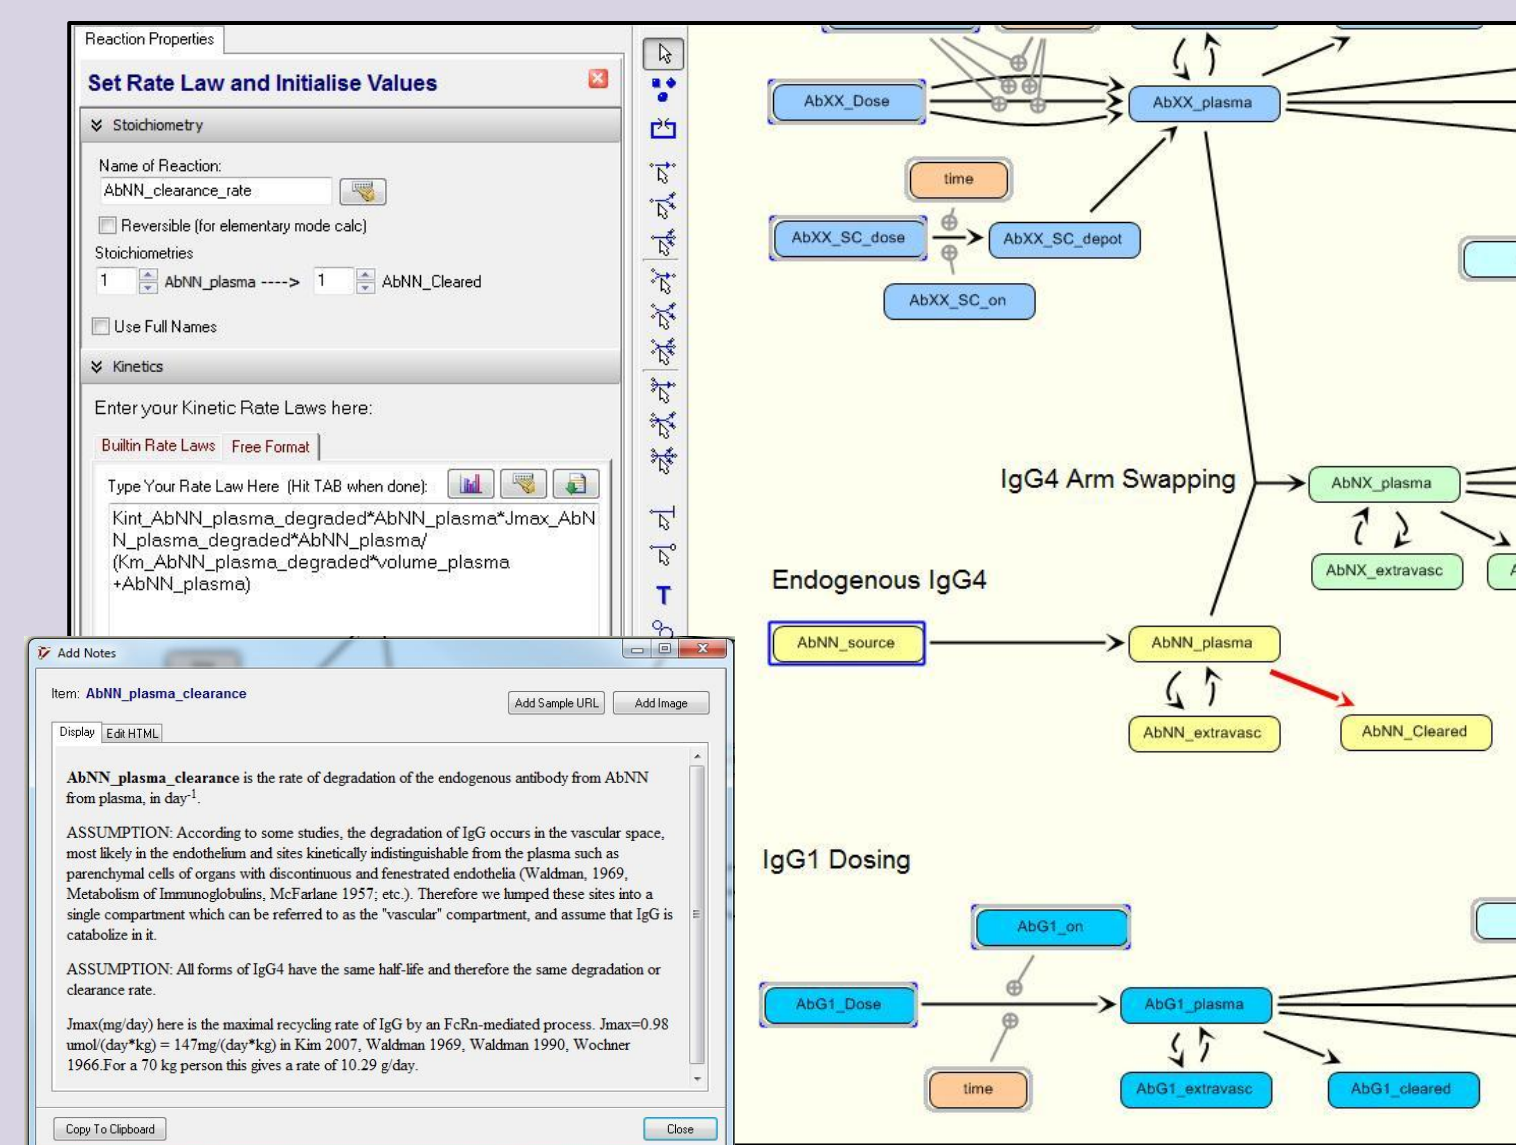 Reaction Properties
Set Rate Law and Initialise Values
Stoichiometry
Name of Reaction:
AbNN_clearance_rate
Reversible (for elementary mode calc)
Stoichiometries
1 AbNN_plasma ----> 1 AbNN_Cleared
Use Full Names
Kinetics
Enter your Kinetic Rate Laws here:
Builtin Rate Laws Free Format
Type Your Rate Law Here (Hit TAB when done):
Kint_AbNN_plasma_degraded*AbNN_plasma*Jmax_AbN
N_plasma_degraded*AbNN_plasma/
(Km_AbNN_plasma_degraded*volume_plasma
+AbNN_plasma)
T
Add Notes
Item: AbNN_plasma_clearance
Add Sample URL Add Image
Display Edit HTML
AbNN_plasma_clearance is the rate of degradation of the endogenous antibody from AbNN
from plasma, in day-1.
ASSUMPTION: According to some studies, the degradation of IgG occurs in the vascular space,
most likely in the endothelium and sites kinetically indistinguishable from the plasma such as
parenchymal cells of organs with discontinuous and fenestrated endothelia (Waldman, 1969,
Metabolism of Immunoglobulins, McFarlane 1957; etc.). Therefore we lumped these sites into a
single compartment which can be referred to as the "vascular" compartment, and assume that IgG is
catabolize in it.
ASSUMPTION: All forms of IgG4 have the same half-life and therefore the same degradation or
clearance rate.
Jmax(mg/day) here is the maximal recycling rate of IgG by an FcRn-mediated process. Jmax=0.98
umol/(day*kg) = 147mg/(day*kg) in Kim 2007, Waldman 1969, Waldman 1990, Wochner
1966.For a 70 kg person this gives a rate of 10.29 g/day.
Copy To Clipboard Close
AbXX_Dose
AbXX_plasma
time
AbXX_SC_dose
AbXX_SC_depot
AbXX_SC_on
IgG4 Arm Swapping
AbNX_plasma
AbNX_extravasc
Endogenous IgG4
AbNN_source
AbNN_plasma
AbNN_extravasc
AbNN_Cleared
IgG1 Dosing
AbG1_on
AbG1_Dose
AbG1_plasma
time
AbG1_extravasc
AbG1_cleared